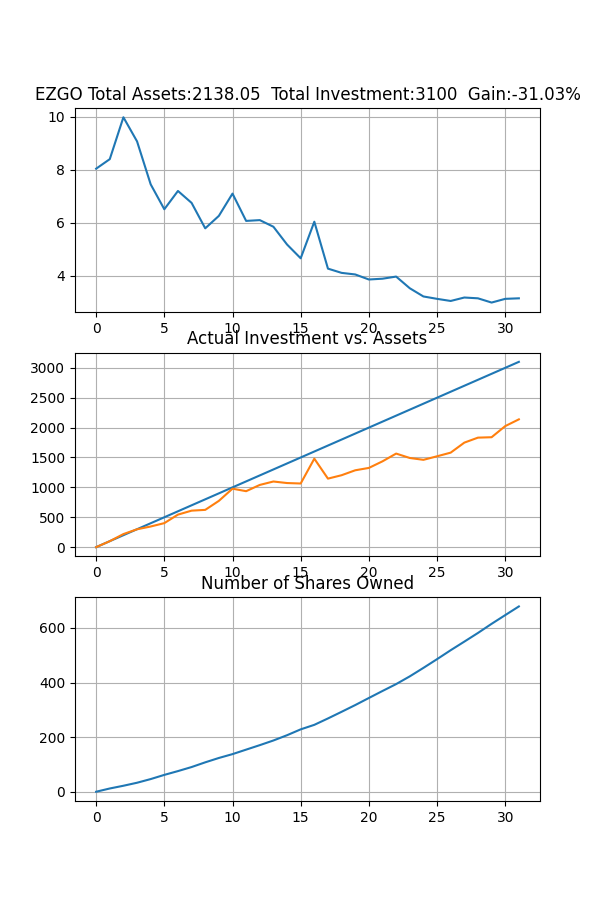 EZGO Total Assets:2138.05  Total Investment:3100  Gain:-31.03%
10
8
6
4
0 5 10 15 20 25 30
Actual Investment vs. Assets
3000
2500
2000
1500
1000
500
0
0 5 10 15 20 25 30
Number of Shares Owned
600
400
200
0
0 5 10 15 20 25 30